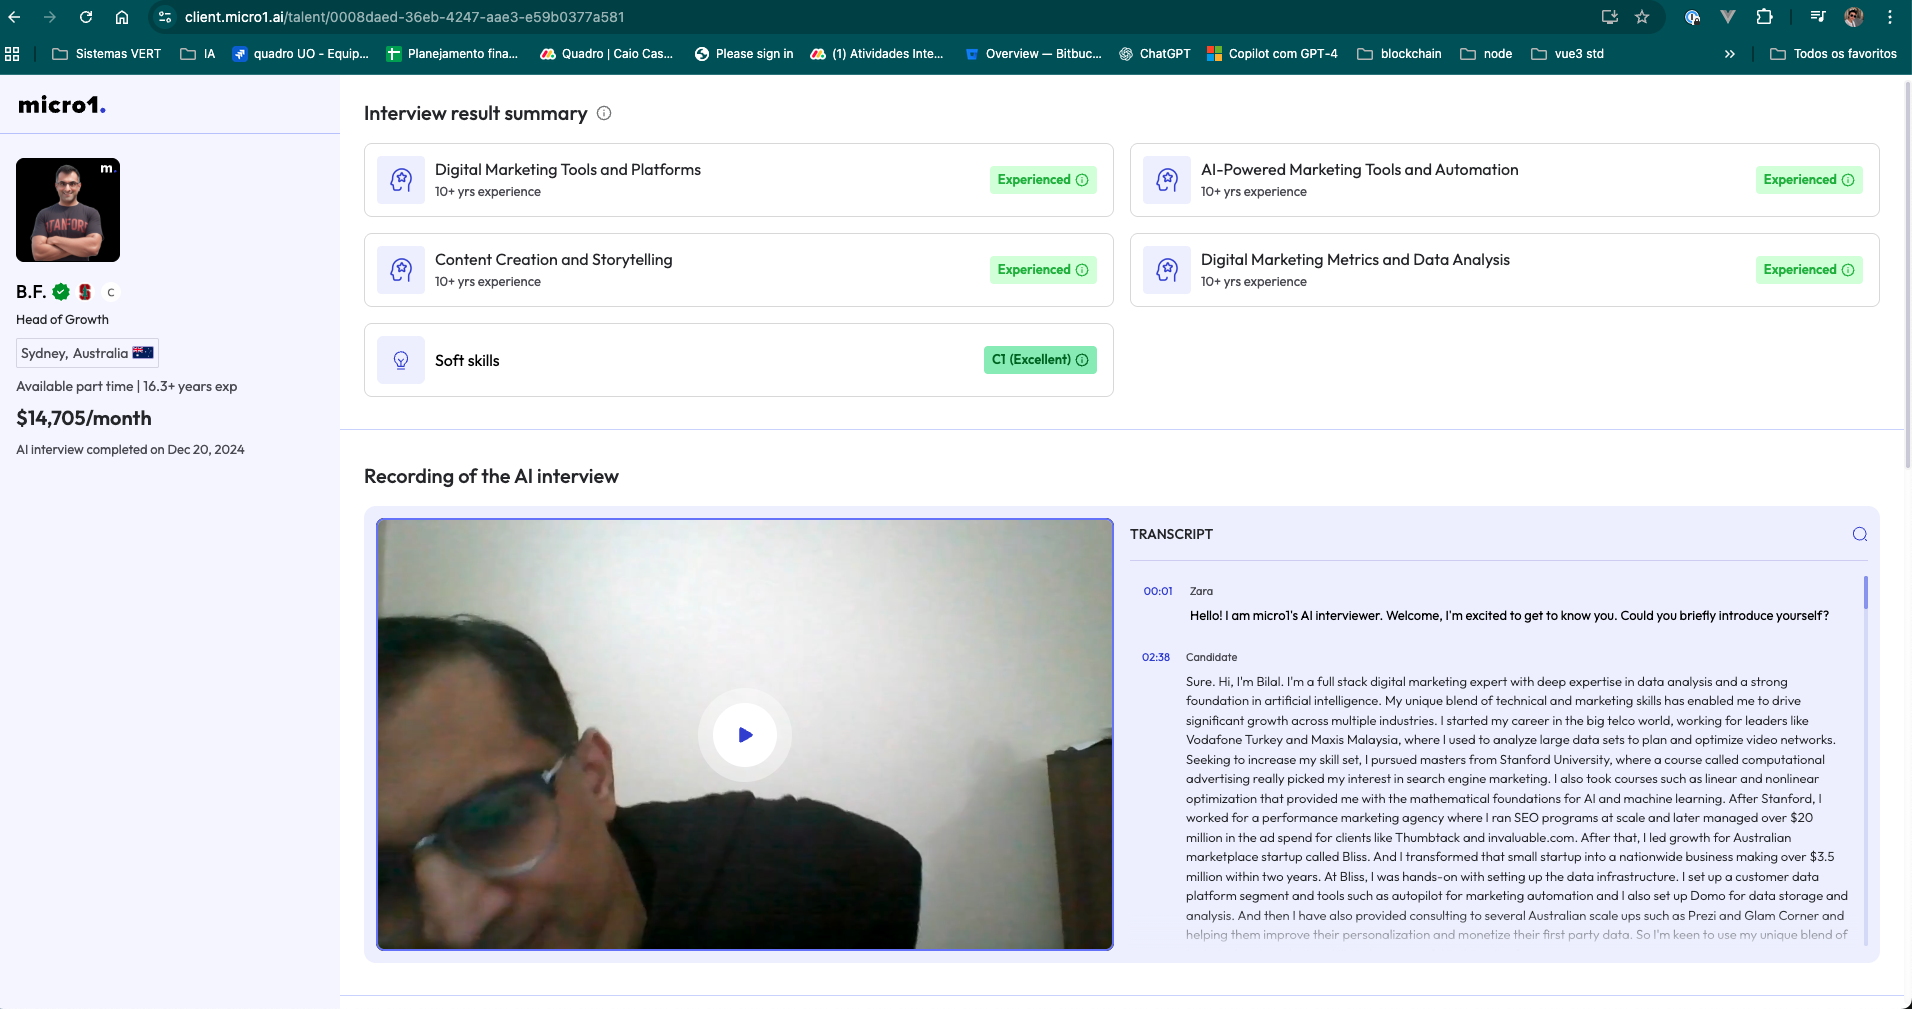 client.micro1.ai/talent/0008daed-36eb-4247-aae3-e59b0377a581
Sistemas VERT
IA
quadro UO - Equip...
Planejamento fina...
Quadro | Caio Cas...
Please sign in
(1) Atividades Inte...
Overview — Bitbuc...
ChatGPT
Copilot com GPT-4
blockchain
node
vue3 std
»
Todos os favoritos
micro1.
m.
TANFOR
B.F.
S
C
Head of Growth
Sydney, Australia
Available part time | 16.3+ years exp
$14,705/month
AI interview completed on Dec 20, 2024
Interview result summary
Digital Marketing Tools and Platforms
10+ yrs experience
Experienced
AI-Powered Marketing Tools and Automation
10+ yrs experience
Experienced
Content Creation and Storytelling
10+ yrs experience
Experienced
Digital Marketing Metrics and Data Analysis
10+ yrs experience
Experienced
Soft skills
C1 (Excellent)
Recording of the AI interview
TRANSCRIPT
00:01 Zara
Hello! I am micro1's AI interviewer. Welcome, I'm excited to get to know you. Could you briefly introduce yourself?
02:38 Candidate
Sure. Hi, I'm Bilal. I'm a full stack digital marketing expert with deep expertise in data analysis and a strong
foundation in artificial intelligence. My unique blend of technical and marketing skills has enabled me to drive
significant growth across multiple industries. I started my career in the big telco world, working for leaders like
Vodafone Turkey and Maxis Malaysia, where I used to analyze large data sets to plan and optimize video networks.
Seeking to increase my skill set, I pursued masters from Stanford University, where a course called computational
advertising really picked my interest in search engine marketing. I also took courses such as linear and nonlinear
optimization that provided me with the mathematical foundations for AI and machine learning. After Stanford, I
worked for a performance marketing agency where I ran SEO programs at scale and later managed over $20
million in the ad spend for clients like Thumbtack and invaluable.com. After that, I led growth for Australian
marketplace startup called Bliss. And I transformed that small startup into a nationwide business making over $3.5
million within two years. At Bliss, I was hands-on with setting up the data infrastructure. I set up a customer data
platform segment and tools such as autopilot for marketing automation and I also set up Domo for data storage and
analysis. And then I have also provided consulting to several Australian scale ups such as Prezi and Glam Corner and
helping them improve their personalization and monetize their first party data. So I'm keen to use my unique blend of